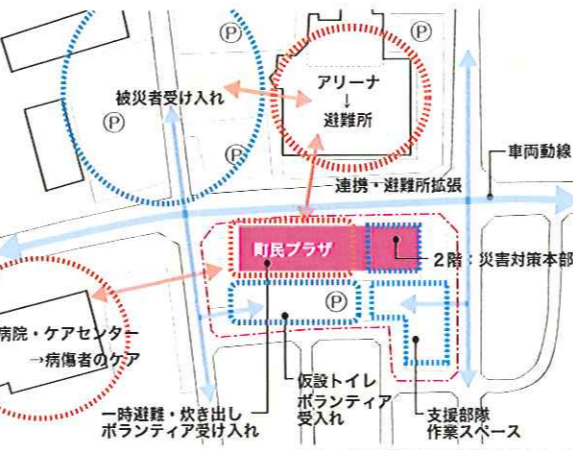 Ⓟ
Ⓟ
アリーナ
↓
避難所
被災者受け入れ
Ⓟ
Ⓟ
車両動線
連携・避難所拡張
町民プラザ
2階：災害対策本部
Ⓟ
病院・ケアセンター
→病傷者のケア
仮設トイレ
ボランティア
受入れ
一時避難・炊き出し
ボランティア受け入れ
支援部隊
作業スペース